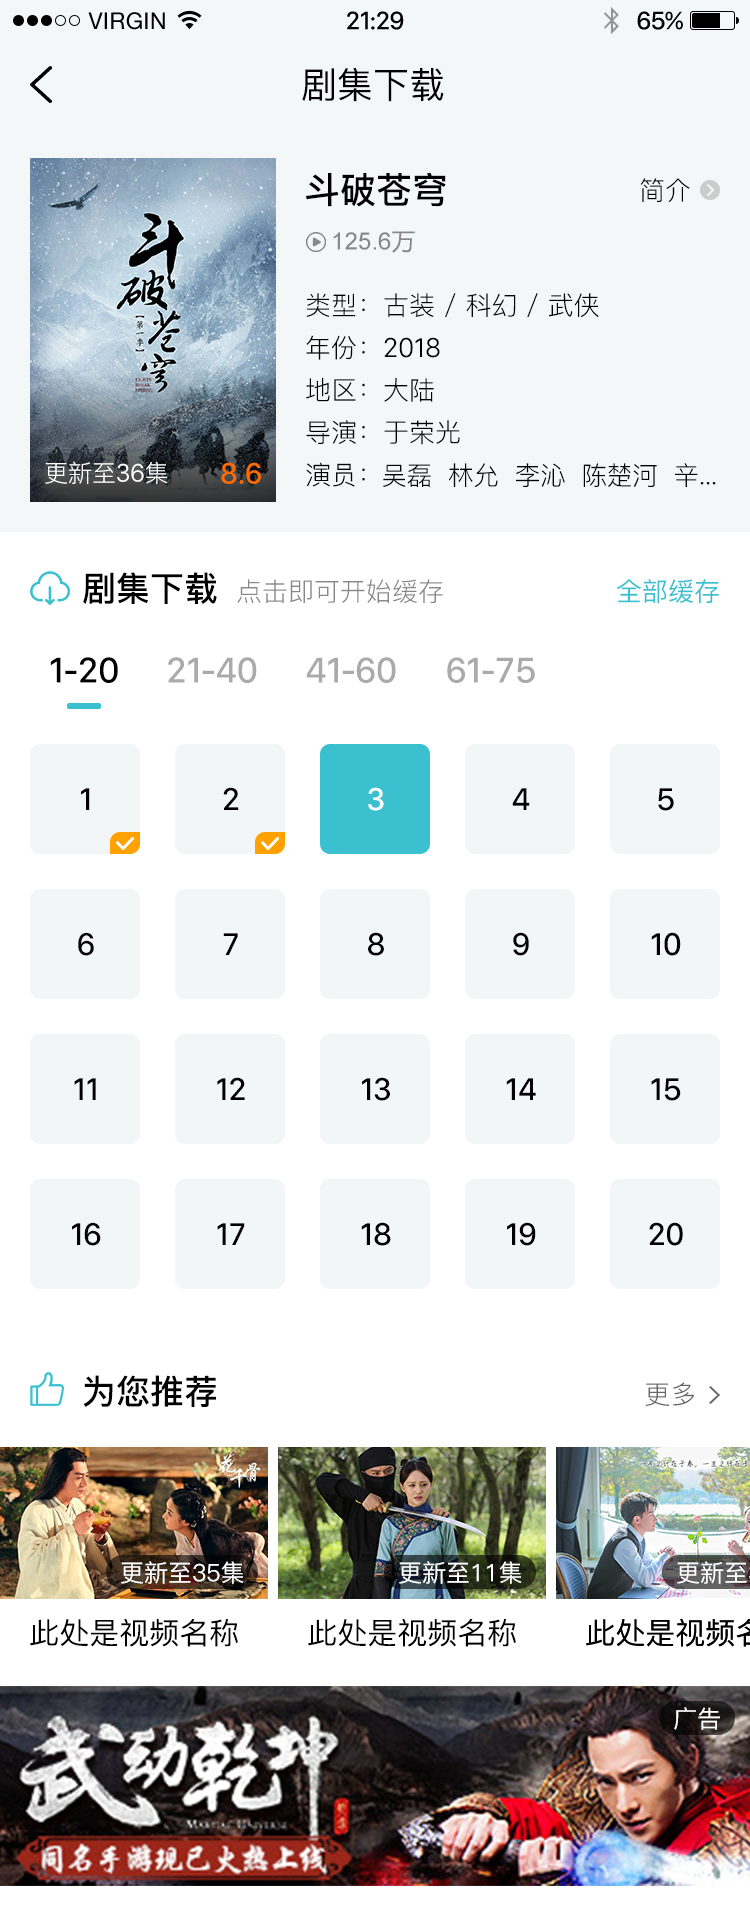 VIRGIN
21:29
65%
剧集下载
斗破苍穹
【第一季】
更新至36集
8.6
斗破苍穹
简介
125.6万
类型：古装 / 科幻 / 武侠
年份：2018
地区：大陆
导演：于荣光
演员：吴磊 林允 李沁 陈楚河 辛...
剧集下载 点击即可开始缓存
全部缓存
1-20 21-40 41-60 61-75
1 2 3 4 5
6 7 8 9 10
11 12 13 14 15
16 17 18 19 20
为您推荐
更多
花千骨
更新至35集
更新至11集
更新至
此处是视频名称
此处是视频名称
此处是视频名
广告
武动乾坤
同名手游现已火热上线